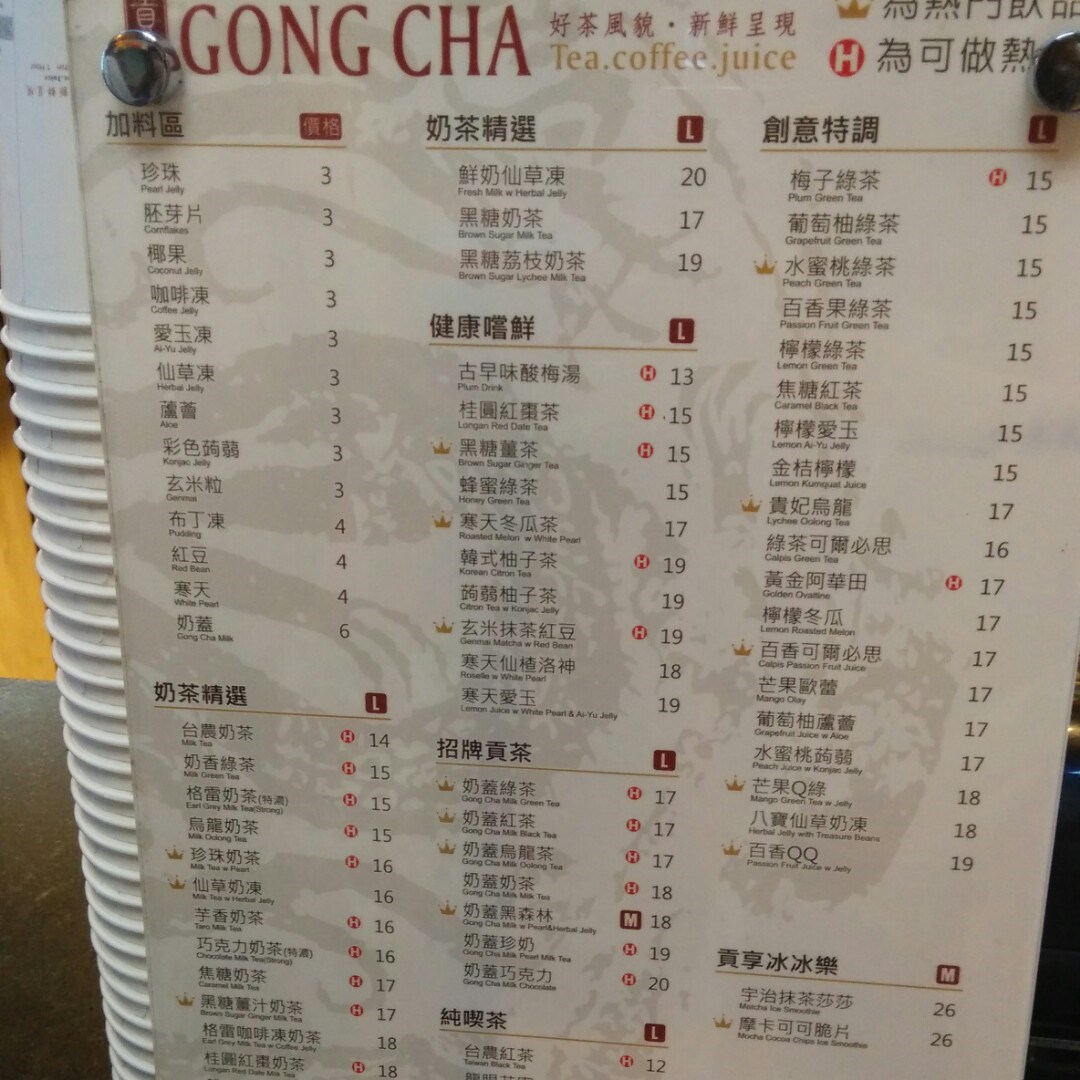 貢
GONG CHA
好茶風貌・新鮮呈現
Tea.coffee.juice
為熱門飲品
H 為可做熱
加料區 價格
珍珠 3
Pearl Jelly
胚芽片 3
Cornflakes
椰果 3
Coconut Jelly
咖啡凍 3
Coffee Jelly
愛玉凍 3
Ai-Yu Jelly
仙草凍 3
Herbal Jelly
蘆薈 3
Aloe
彩色蒟蒻 3
Konjac Jelly
玄米粒 3
Genmai
布丁凍 4
Pudding
紅豆 4
Red Bean
寒天 4
White Pearl
奶蓋 6
Gong Cha Milk
奶茶精選 L
台農奶茶 H 14
Milk Tea
奶香綠茶 H 15
Milk Green Tea
格雷奶茶(特濃) H 15
Earl Grey Milk Tea(Strong)
烏龍奶茶 H 15
Milk Oolong Tea
珍珠奶茶 H 16
Milk Tea w Pearl
仙草奶凍 16
Milk Tea w Herbal Jelly
芋香奶茶 H 16
Taro Milk Tea
巧克力奶茶(特濃) H 16
Chocolate Milk Tea(Strong)
焦糖奶茶 H 17
Caramel Milk Tea
黑糖薑汁奶茶 H 17
Brown Sugar Ginger Milk Tea
格雷咖啡凍奶茶 18
Earl Grey Milk Tea w Coffee Jelly
桂圓紅棗奶茶 H 18
Longan Red Date Milk Tea
奶茶精選 L
鮮奶仙草凍 20
Fresh Milk w Herbal Jelly
黑糖奶茶 17
Brown Sugar Milk Tea
黑糖荔枝奶茶 19
Brown Sugar Lychee Milk Tea
健康嚐鮮 L
古早味酸梅湯 H 13
Plum Drink
桂圓紅棗茶 H 15
Longan Red Date Tea
黑糖薑茶 H 15
Brown Sugar Ginger Tea
蜂蜜綠茶 15
Honey Green Tea
寒天冬瓜茶 17
Roasted Melon w White Pearl
韓式柚子茶 H 19
Korean Citron Tea
蒟蒻柚子茶 19
Citron Tea w Konjac Jelly
玄米抹茶紅豆 H 19
Genmai Matcha w Red Bean
寒天仙楂洛神 18
Roselle w White Pearl
寒天愛玉 19
Lemon Juice w White Pearl & Ai-Yu Jelly
招牌貢茶 L
奶蓋綠茶 H 17
Gong Cha Milk Green Tea
奶蓋紅茶 H 17
Gong Cha Milk Black Tea
奶蓋烏龍茶 H 17
Gong Cha Milk Oolong Tea
奶蓋奶茶 H 18
Gong Cha Milk Milk Tea
奶蓋黑森林 M 18
Gong Cha Milk w Pearl&Herbal Jelly
奶蓋珍奶 H 19
Gong Cha Milk Pearl Milk Tea
奶蓋巧克力 H 20
Gong Cha Milk Chocolate
純喫茶 L
台農紅茶 H 12
Taiwan Black Tea
創意特調 L
梅子綠茶 H 15
Plum Green Tea
葡萄柚綠茶 15
Grapefruit Green Tea
水蜜桃綠茶 15
Peach Green Tea
百香果綠茶 15
Passion Fruit Green Tea
檸檬綠茶 15
Lemon Green Tea
焦糖紅茶 15
Caramel Black Tea
檸檬愛玉 15
Lemon Ai-Yu Jelly
金桔檸檬 15
Lemon Kumquat Juice
貴妃烏龍 17
Lychee Oolong Tea
綠茶可爾必思 16
Calpis Green Tea
黃金阿華田 H 17
Golden Ovaltine
檸檬冬瓜 17
Lemon Roasted Melon
百香可爾必思 17
Calpis Passion Fruit Juice
芒果歐蕾 17
Mango Olay
葡萄柚蘆薈 17
Grapefruit Juice w Aloe
水蜜桃蒟蒻 17
Peach Juice w Konjac Jelly
芒果Q綠 18
Mango Green Tea w Jelly
八寶仙草奶凍 18
Herbal Jelly with Treasure Beans
百香QQ 19
Passion Fruit Juice w Jelly
貢享冰冰樂 M
宇治抹茶莎莎 26
Matcha Ice Smoothie
摩卡可可脆片 26
Mocha Cocoa Chips Ice Smoothie